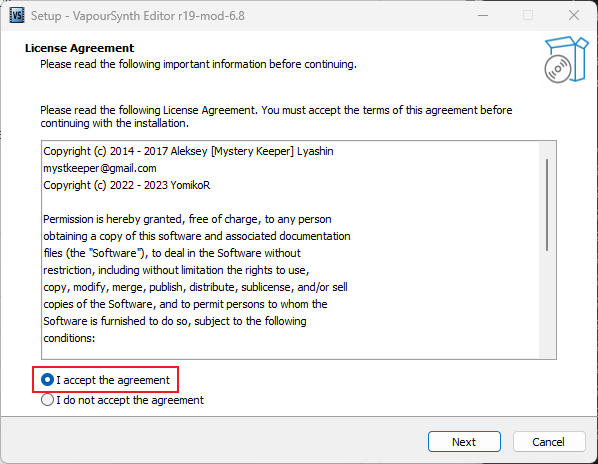 VS Setup - VapourSynth Editor r19-mod-6.8
License Agreement
Please read the following important information before continuing.
Please read the following License Agreement. You must accept the terms of this agreement before
continuing with the installation.
Copyright (c) 2014 - 2017 Aleksey [Mystery Keeper] Lyashin
mystkeeper@gmail.com
Copyright (c) 2022 - 2023 YomikoR
Permission is hereby granted, free of charge, to any person
obtaining a copy of this software and associated documentation
files (the "Software"), to deal in the Software without
restriction, including without limitation the rights to use,
copy, modify, merge, publish, distribute, sublicense, and/or sell
copies of the Software, and to permit persons to whom the
Software is furnished to do so, subject to the following
conditions:
I accept the agreement
I do not accept the agreement
Next Cancel